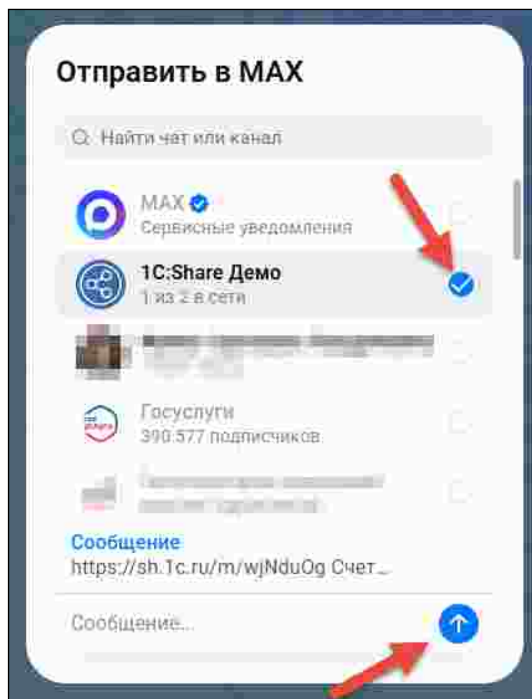 Отправить в MAX
Найти чат или канал
MAX
Сервисные уведомления
1C:Share Демо
1 из 2 в сети
Госуслуги
390 577 подписчиков
Сообщение
https://sh.1c.ru/m/wjNduOg Счет...
Сообщение...